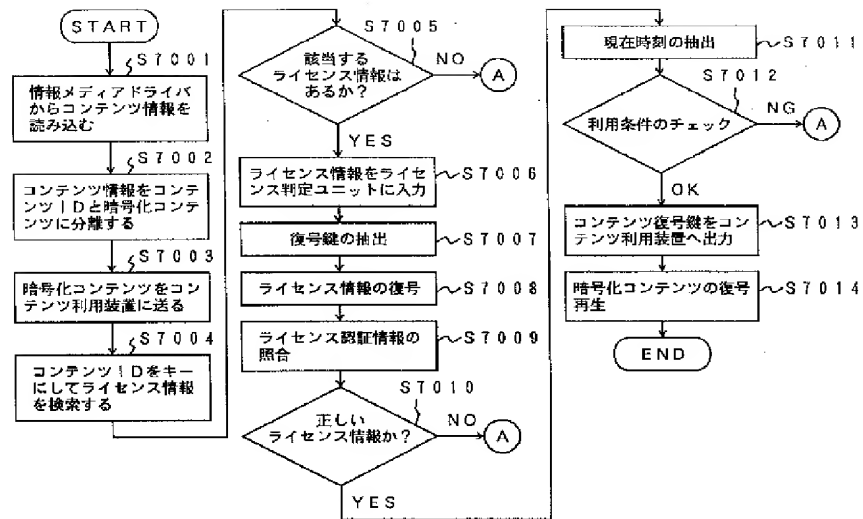 START
S7001
情報メディアドライバ
からコンテンツ情報を
読み込む
S7002
コンテンツ情報をコンテ
ンツIDと暗号化コンテン
ツに分離する
S7003
暗号化コンテンツをコ
ンテンツ利用装置に送る
S7004
コンテンツIDをキー
にしてライセンス情報
を検索する
S7005
該当する
ライセンス情報は
あるか?
NO
A
YES
ライセンス情報をライセ
ンス判定ユニットに入力
S7006
復号鍵の抽出
S7007
ライセンス情報の復号
S7008
ライセンス認証情報の
照合
S7009
S7010
正しい
ライセンス情報か?
NO
A
YES
現在時刻の抽出
S7011
S7012
利用条件のチェック
NG
A
OK
コンテンツ復号鍵をコン
テンツ利用装置へ出力
S7013
暗号化コンテンツの復号
再生
S7014
END